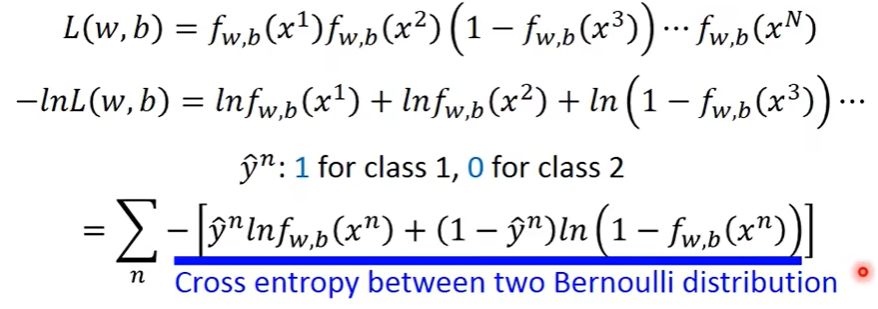 L(w, b) = f_{w,b}(x^1)f_{w,b}(x^2)(1 − f_{w,b}(x^3))⋯f_{w,b}(x^N)
−lnL(w, b) = lnf_{w,b}(x^1) + lnf_{w,b}(x^2) + ln(1 − f_{w,b}(x^3))⋯
ŷ^n: 1 for class 1, 0 for class 2
= ∑_n −[ŷ^n lnf_{w,b}(x^n) + (1 − ŷ^n)ln(1 − f_{w,b}(x^n))]
Cross entropy between two Bernoulli distribution